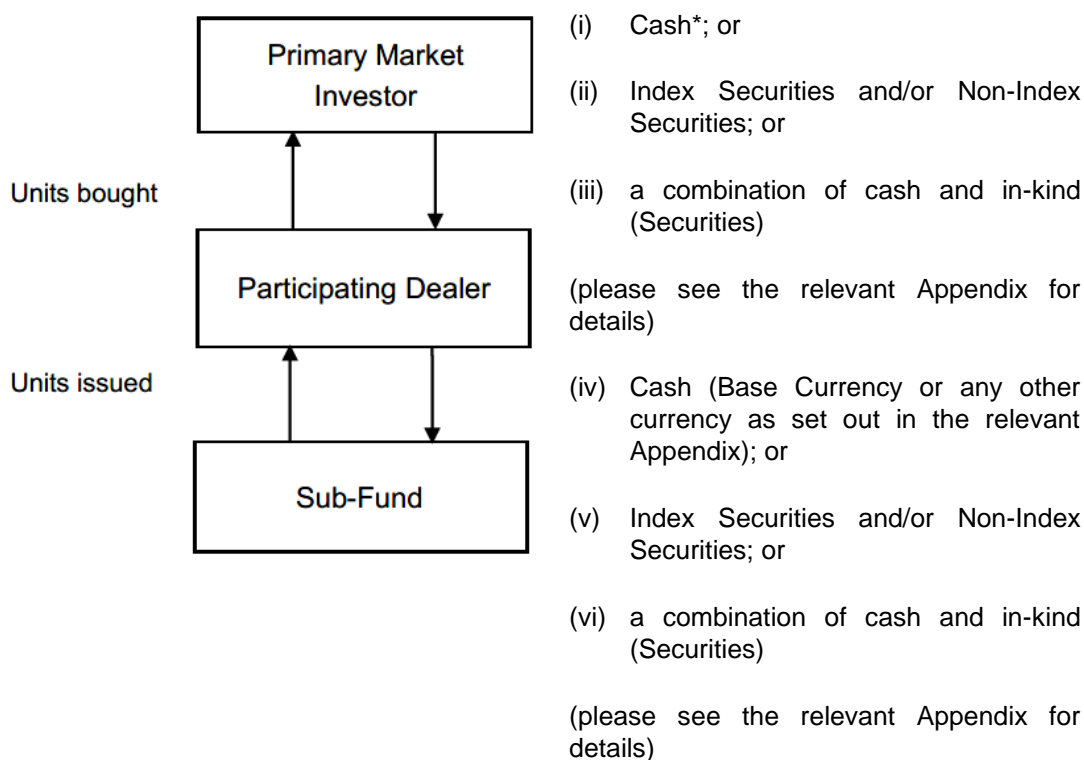 Primary Market
Investor
Units bought
Participating Dealer
Units issued
Sub-Fund
(i) Cash*; or
(ii) Index Securities and/or Non-Index
Securities; or
(iii) a combination of cash and in-kind
(Securities)
(please see the relevant Appendix for
details)
(iv) Cash (Base Currency or any other
currency as set out in the relevant
Appendix); or
(v) Index Securities and/or Non-Index
Securities; or
(vi) a combination of cash and in-kind
(Securities)
(please see the relevant Appendix for
details)